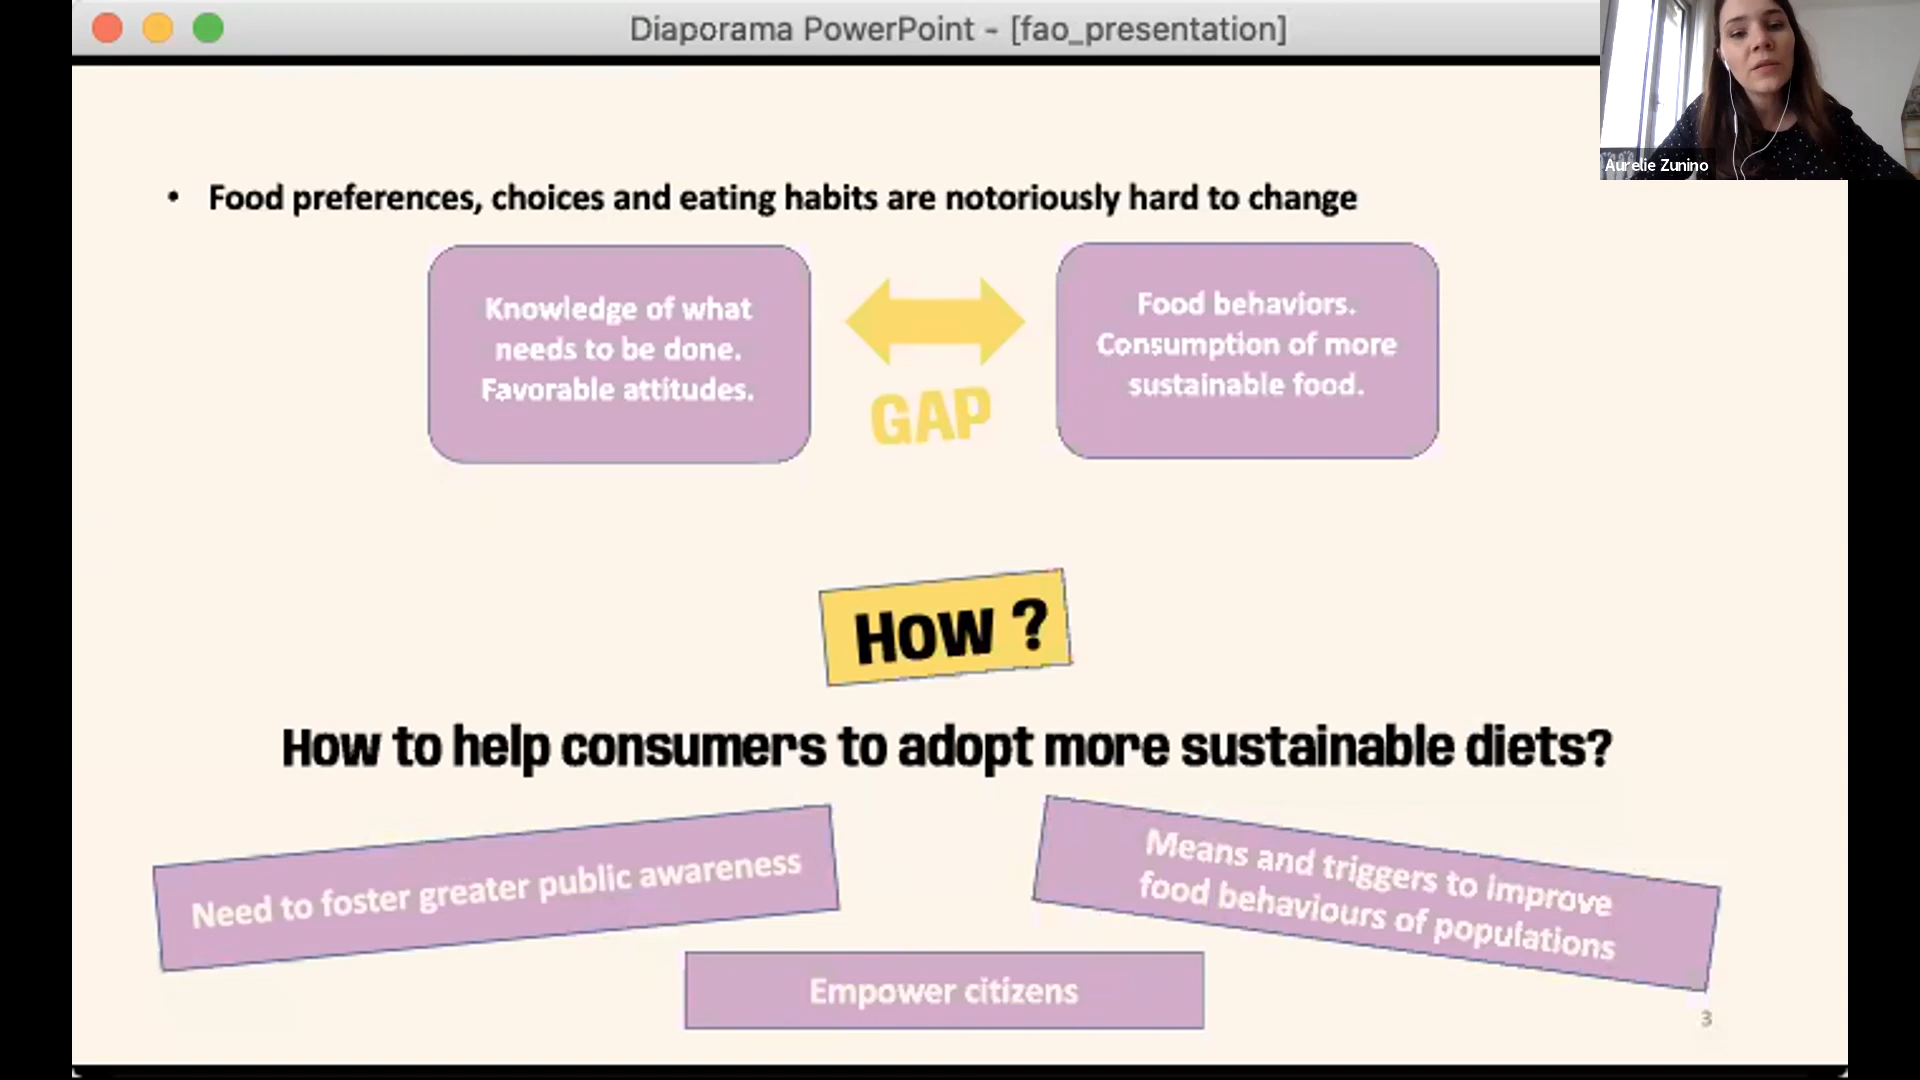 Diaporama PowerPoint - [fao_presentation]
Aurelie Zunino
• Food preferences, choices and eating habits are notoriously hard to change
Knowledge of what
needs to be done.
Favorable attitudes.
GAP
Food behaviors.
Consumption of more
sustainable food.
How ?
How to help consumers to adopt more sustainable diets?
Need to foster greater public awareness
Means and triggers to improve
food behaviours of populations
Empower citizens
3